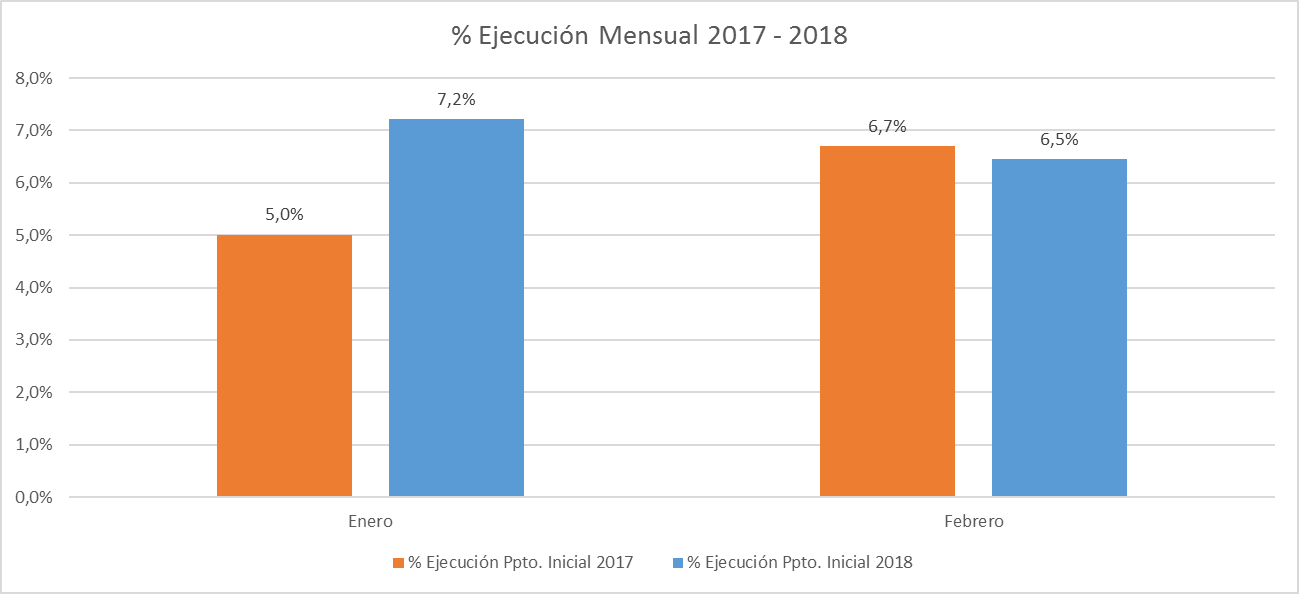 % Ejecución Mensual 2017 - 2018
8,0%
7,0%
6,0%
5,0%
4,0%
3,0%
2,0%
1,0%
0,0%
5,0%
7,2%
6,7%
6,5%
Enero
Febrero
% Ejecución Ppto. Inicial 2017
% Ejecución Ppto. Inicial 2018